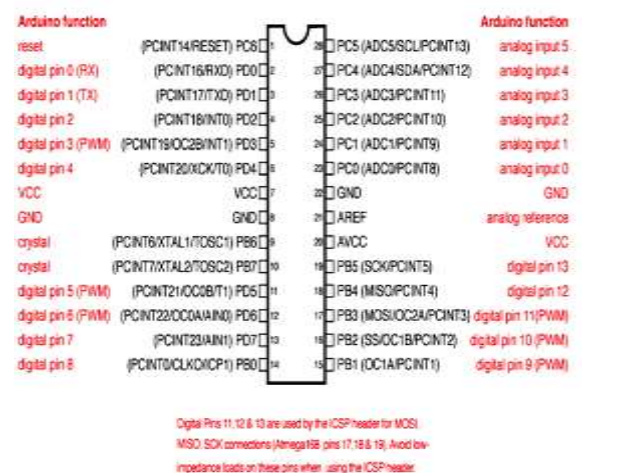 Arduino function Arduino function
reset (PCINT14/RESET) PC6 1 28 PC5 (ADC5/SCL/PCINT13) analog input 5
digital pin 0 (RX) (PCINT16/RXD) PD0 2 27 PC4 (ADC4/SDA/PCINT12) analog input 4
digital pin 1 (TX) (PCINT17/TXD) PD1 3 26 PC3 (ADC3/PCINT11) analog input 3
digital pin 2 (PCINT18/INT0) PD2 4 25 PC2 (ADC2/PCINT10) analog input 2
digital pin 3 (PWM) (PCINT19/OC2B/INT1) PD3 5 24 PC1 (ADC1/PCINT9) analog input 1
digital pin 4 (PCINT20/XCK/T0) PD4 6 23 PC0 (ADC0/PCINT8) analog input 0
VCC VCC 7 22 GND GND
GND GND 8 21 AREF analog reference
crystal (PCINT6/XTAL1/TOSC1) PB6 9 20 AVCC VCC
crystal (PCINT7/XTAL2/TOSC2) PB7 10 19 PB5 (SCK/PCINT5) digital pin 13
digital pin 5 (PWM) (PCINT21/OC0B/T1) PD5 11 18 PB4 (MISO/PCINT4) digital pin 12
digital pin 6 (PWM) (PCINT22/OC0A/AIN0) PD6 12 17 PB3 (MOSI/OC2A/PCINT3) digital pin 11(PWM)
digital pin 7 (PCINT23/AIN1) PD7 13 16 PB2 (SS/OC1B/PCINT2) digital pin 10 (PWM)
digital pin 8 (PCINT0/CLKO/ICP1) PB0 14 15 PB1 (OC1A/PCINT1) digital pin 9 (PWM)
Digital Pins 11,12 & 13 are used by the ICSP header for MOSI,
MISO, SCK connections (Atmega168 pins 17,18 & 19). Avoid low-
impedance loads on these pins when using the ICSP header.